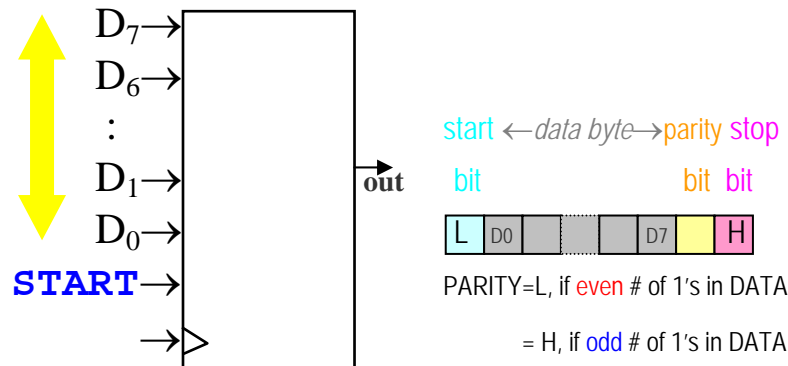 D₇→
D₆→
:
D₁→
D₀→
START→
→
out
start ←data byte→ parity stop
bit bit bit
L D0 D7 H
PARITY=L, if even # of 1's in DATA
= H, if odd # of 1's in DATA